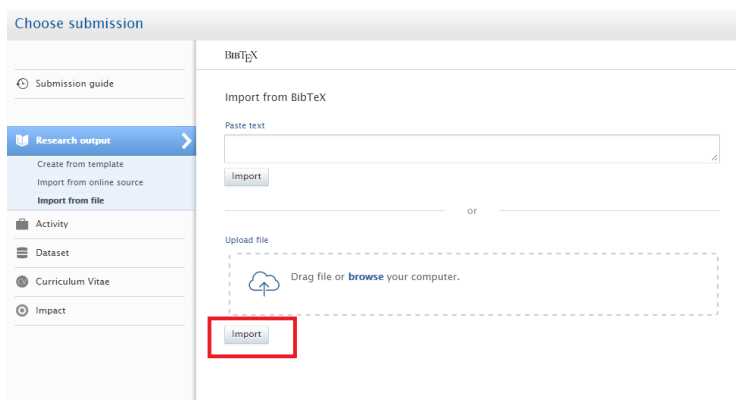 Choose submission
Submission guide
Research output
Create from template
Import from online source
Import from file
Activity
Dataset
Curriculum Vitae
Impact
BIBTEX
Import from BibTeX
Paste text
Import
or
Upload file
Drag file or browse your computer.
Import